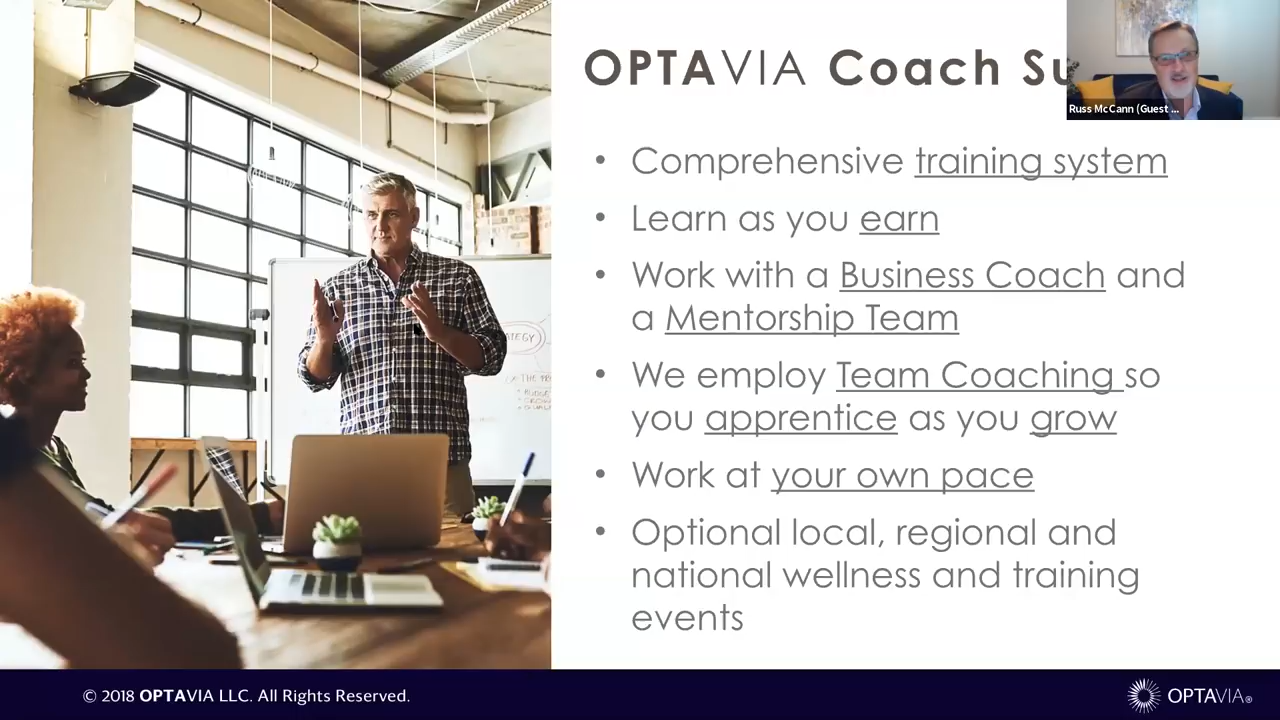 OPTAVIA Coach Su
Russ McCann (Guest ...
• Comprehensive training system
• Learn as you earn
• Work with a Business Coach and
a Mentorship Team
• We employ Team Coaching so
you apprentice as you grow
• Work at your own pace
• Optional local, regional and
national wellness and training
events
© 2018 OPTAVIA LLC. All Rights Reserved.
OPTAVIA®